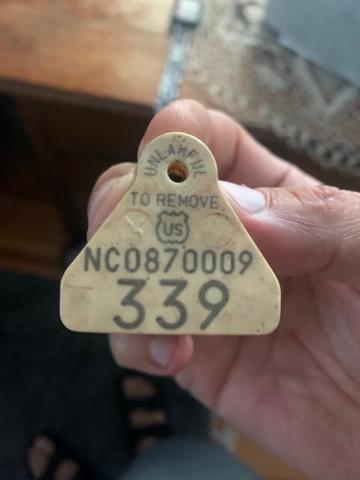 UNLAWFUL
TO REMOVE
US
NC0870009
339